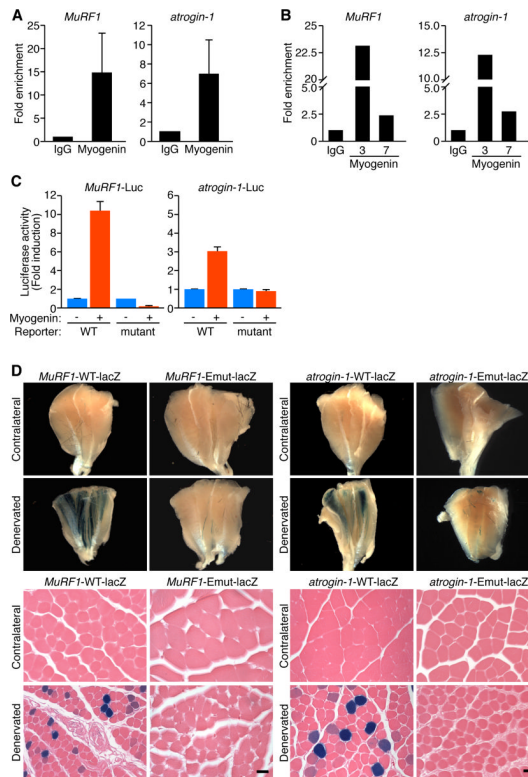 A
MuRF1
atrogin-1
Fold enrichment
25
20
15
10
5
0
12
10
8
6
4
2
0
IgG Myogenin
IgG Myogenin
B
MuRF1
atrogin-1
Fold enrichment
25
22.5
20
5.0
2.5
0
15.0
12.5
10.0
5.0
2.5
0
IgG 3 7
Myogenin
IgG 3 7
Myogenin
C
MuRF1-Luc
atrogin-1-Luc
Luciferase activity
(Fold induction)
12
10
8
6
4
2
0
6
5
4
3
2
1
0
Myogenin: - + - + - + - +
Reporter: WT mutant WT mutant
D
MuRF1-WT-lacZ MuRF1-Emut-lacZ atrogin-1-WT-lacZ atrogin-1-Emut-lacZ
Contralateral Contralateral
Denervated Denervated
MuRF1-WT-lacZ MuRF1-Emut-lacZ atrogin-1-WT-lacZ atrogin-1-Emut-lacZ
Contralateral Contralateral
Denervated Denervated